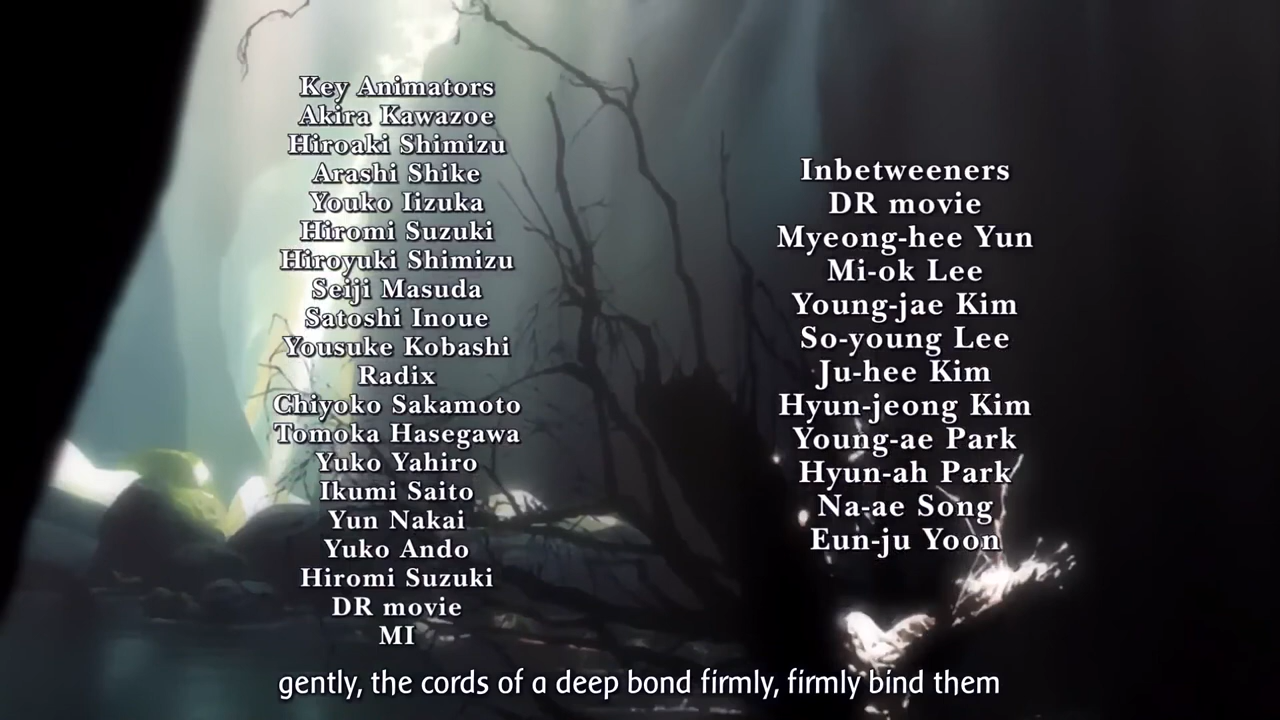 Key Animators
Akira Kawazoe
Hiroaki Shimizu
Arashi Shike
Youko Iizuka
Hiromi Suzuki
Hiroyuki Shimizu
Seiji Masuda
Satoshi Inoue
Yousuke Kobashi
Radix
Chiyoko Sakamoto
Tomoka Hasegawa
Yuko Yahiro
Ikumi Saito
Yun Nakai
Yuko Ando
Hiromi Suzuki
DR movie
MI
Inbetweeners
DR movie
Myeong-hee Yun
Mi-ok Lee
Young-jae Kim
So-young Lee
Ju-hee Kim
Hyun-jeong Kim
Young-ae Park
Hyun-ah Park
Na-ae Song
Eun-ju Yoon
gently, the cords of a deep bond firmly, firmly bind them